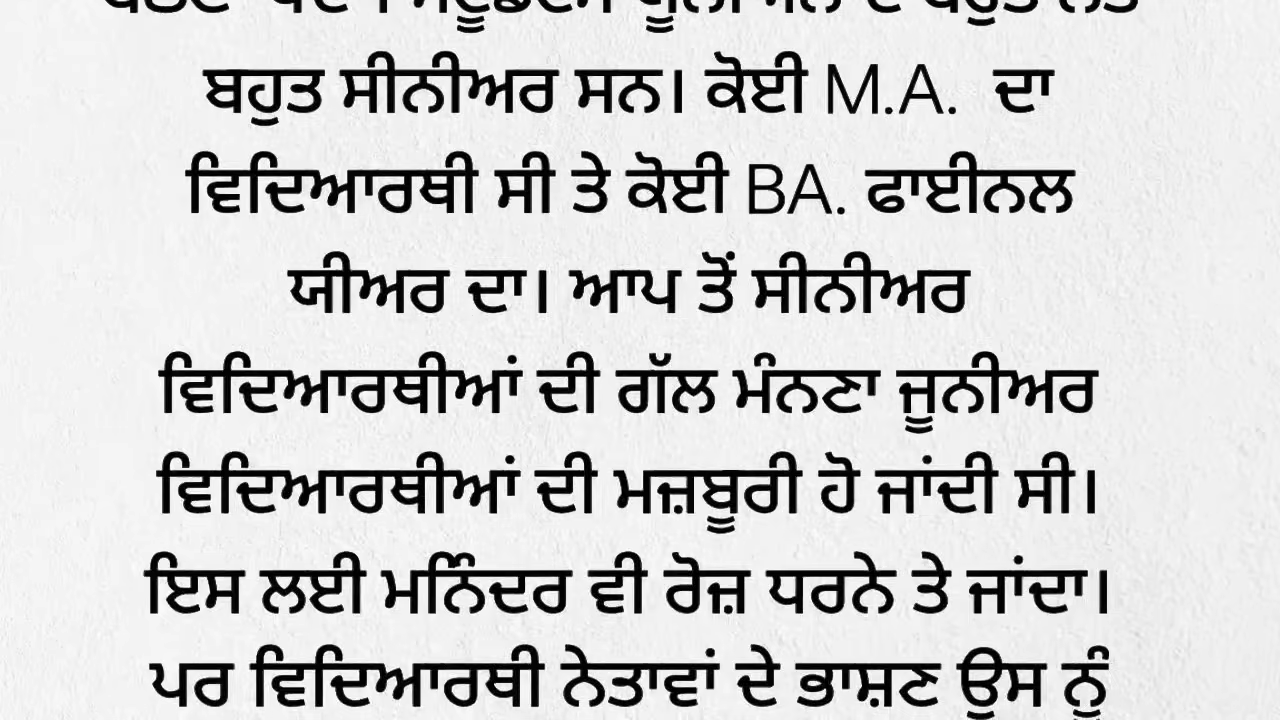 ਬਹੁਤ ਸੀਨੀਅਰ ਸਨ। ਕੋਈ M.A. ਦਾ
ਵਿਦਿਆਰਥੀ ਸੀ ਤੇ ਕੋਈ BA. ਫਾਈਨਲ
ਯੀਅਰ ਦਾ। ਆਪ ਤੋਂ ਸੀਨੀਅਰ
ਵਿਦਿਆਰਥੀਆਂ ਦੀ ਗੱਲ ਮੰਨਣਾ ਜੂਨੀਅਰ
ਵਿਦਿਆਰਥੀਆਂ ਦੀ ਮਜ਼ਬੂਰੀ ਹੋ ਜਾਂਦੀ ਸੀ।
ਇਸ ਲਈ ਮਨਿੰਦਰ ਵੀ ਰੋਜ਼ ਧਰਨੇ ਤੇ ਜਾਂਦਾ।
ਪਰ ਵਿਦਿਆਰਥੀ ਨੇਤਾਵਾਂ ਦੇ ਭਾਸ਼ਣ ਉਸ ਨੂੰ